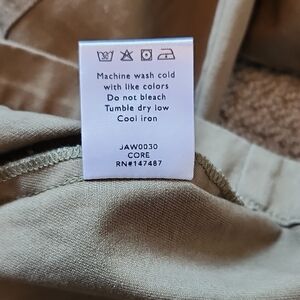 Machine wash cold
with like colors
Do not bleach
Tumble dry low
Cool iron
JAW0030
CORE
RN#147487